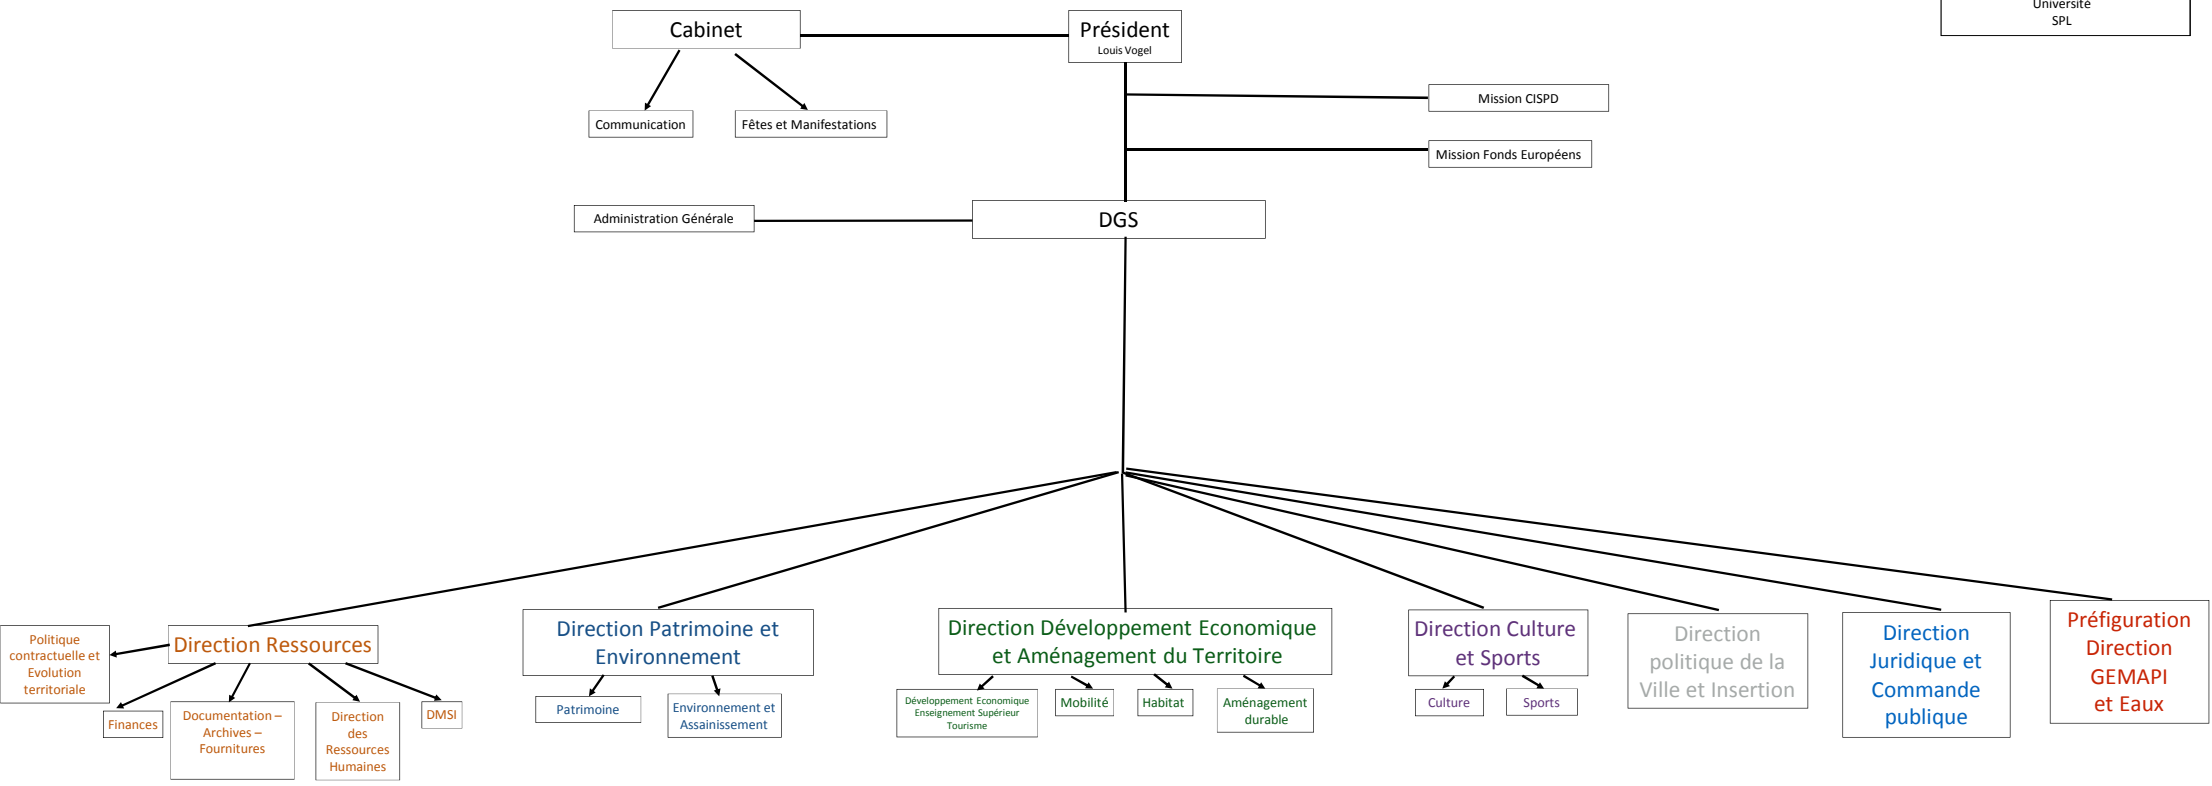 Université
SPL
Cabinet
Président
Louis Vogel
Communication
Fêtes et Manifestations
Mission CISPD
Mission Fonds Européens
Administration Générale
DGS
Politique
contractuelle et
Evolution
territoriale
Direction Ressources
Finances
Documentation –
Archives –
Fournitures
Direction
des
Ressources
Humaines
DMSI
Direction Patrimoine et
Environnement
Patrimoine
Environnement et
Assainissement
Direction Développement Economique
et Aménagement du Territoire
Développement Economique
Enseignement Supérieur
Tourisme
Mobilité
Habitat
Aménagement
durable
Direction Culture
et Sports
Culture
Sports
Direction
politique de la
Ville et Insertion
Direction
Juridique et
Commande
publique
Préfiguration
Direction
GEMAPI
et Eaux